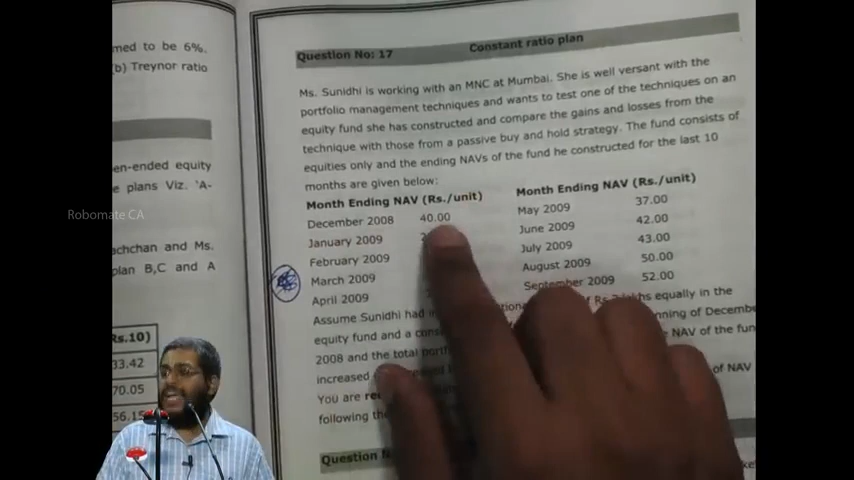 med to be 6%.
(b) Treynor ratio
en-ended equity
e plans Viz. 'A-
achchan and Ms.
plan B,C and A
Rs.10)
33.42
70.05
56.15
Robomate CA
Question No: 17 Constant ratio plan
Ms. Sunidhi is working with an MNC at Mumbai. She is well versant with the
portfolio management techniques and wants to test one of the techniques on an
equity fund she has constructed and compare the gains and losses from the
technique with those from a passive buy and hold strategy. The fund consists of
equities only and the ending NAVs of the fund he constructed for the last 10
months are given below:
Month Ending NAV (Rs./unit) Month Ending NAV (Rs./unit)
December 2008 40.00 May 2009 37.00
January 2009 June 2009 42.00
February 2009 July 2009 43.00
March 2009 August 2009 50.00
April 2009 September 2009 52.00
Assume Sunidhi had equally in the
equity fund and a of December
2008 and the total NAV of the fun
increased of NAV
You are
following the
Question